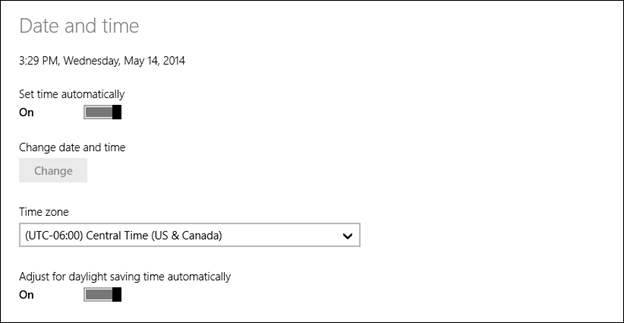 Date and time
3:29 PM, Wednesday, May 14, 2014
Set time automatically
On
Change date and time
Change
Time zone
(UTC-06:00) Central Time (US & Canada)
Adjust for daylight saving time automatically
On